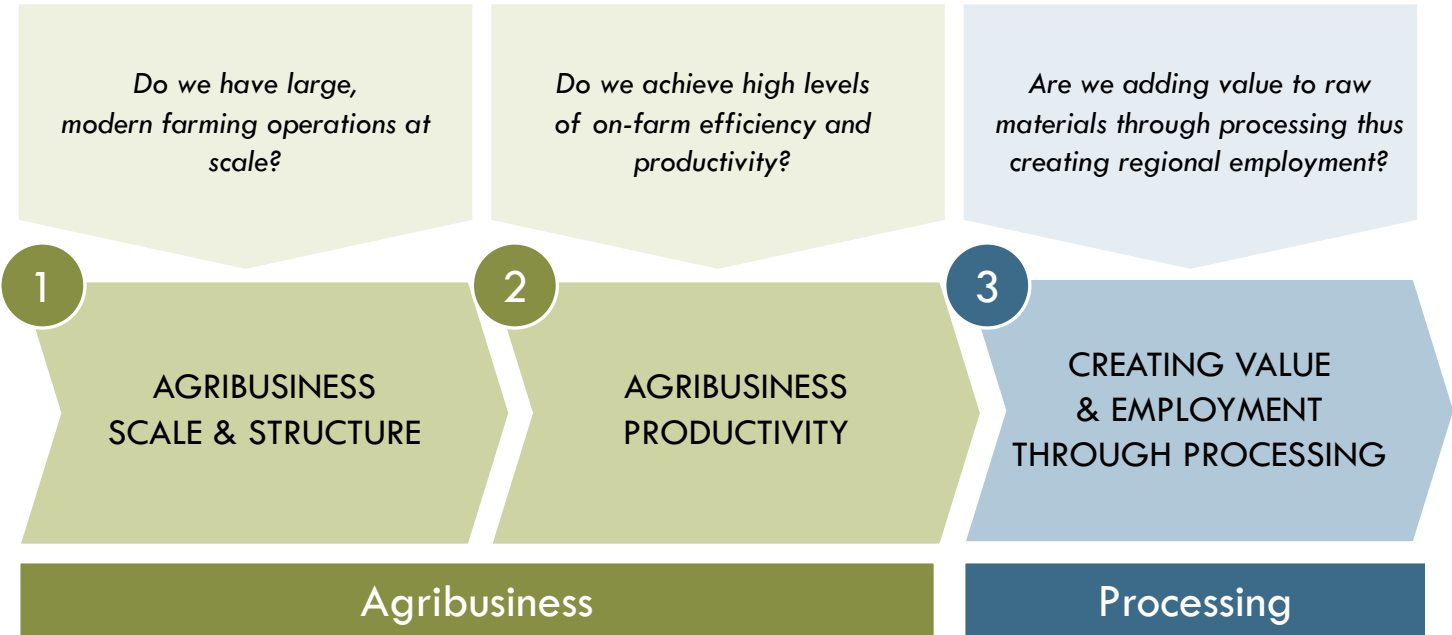 Do we have large,
modern farming operations at
scale?
Do we achieve high levels
of on-farm efficiency and
productivity?
Are we adding value to raw
materials through processing thus
creating regional employment?
1
AGRIBUSINESS
SCALE & STRUCTURE
2
AGRIBUSINESS
PRODUCTIVITY
3
CREATING VALUE
& EMPLOYMENT
THROUGH PROCESSING
Agribusiness
Processing